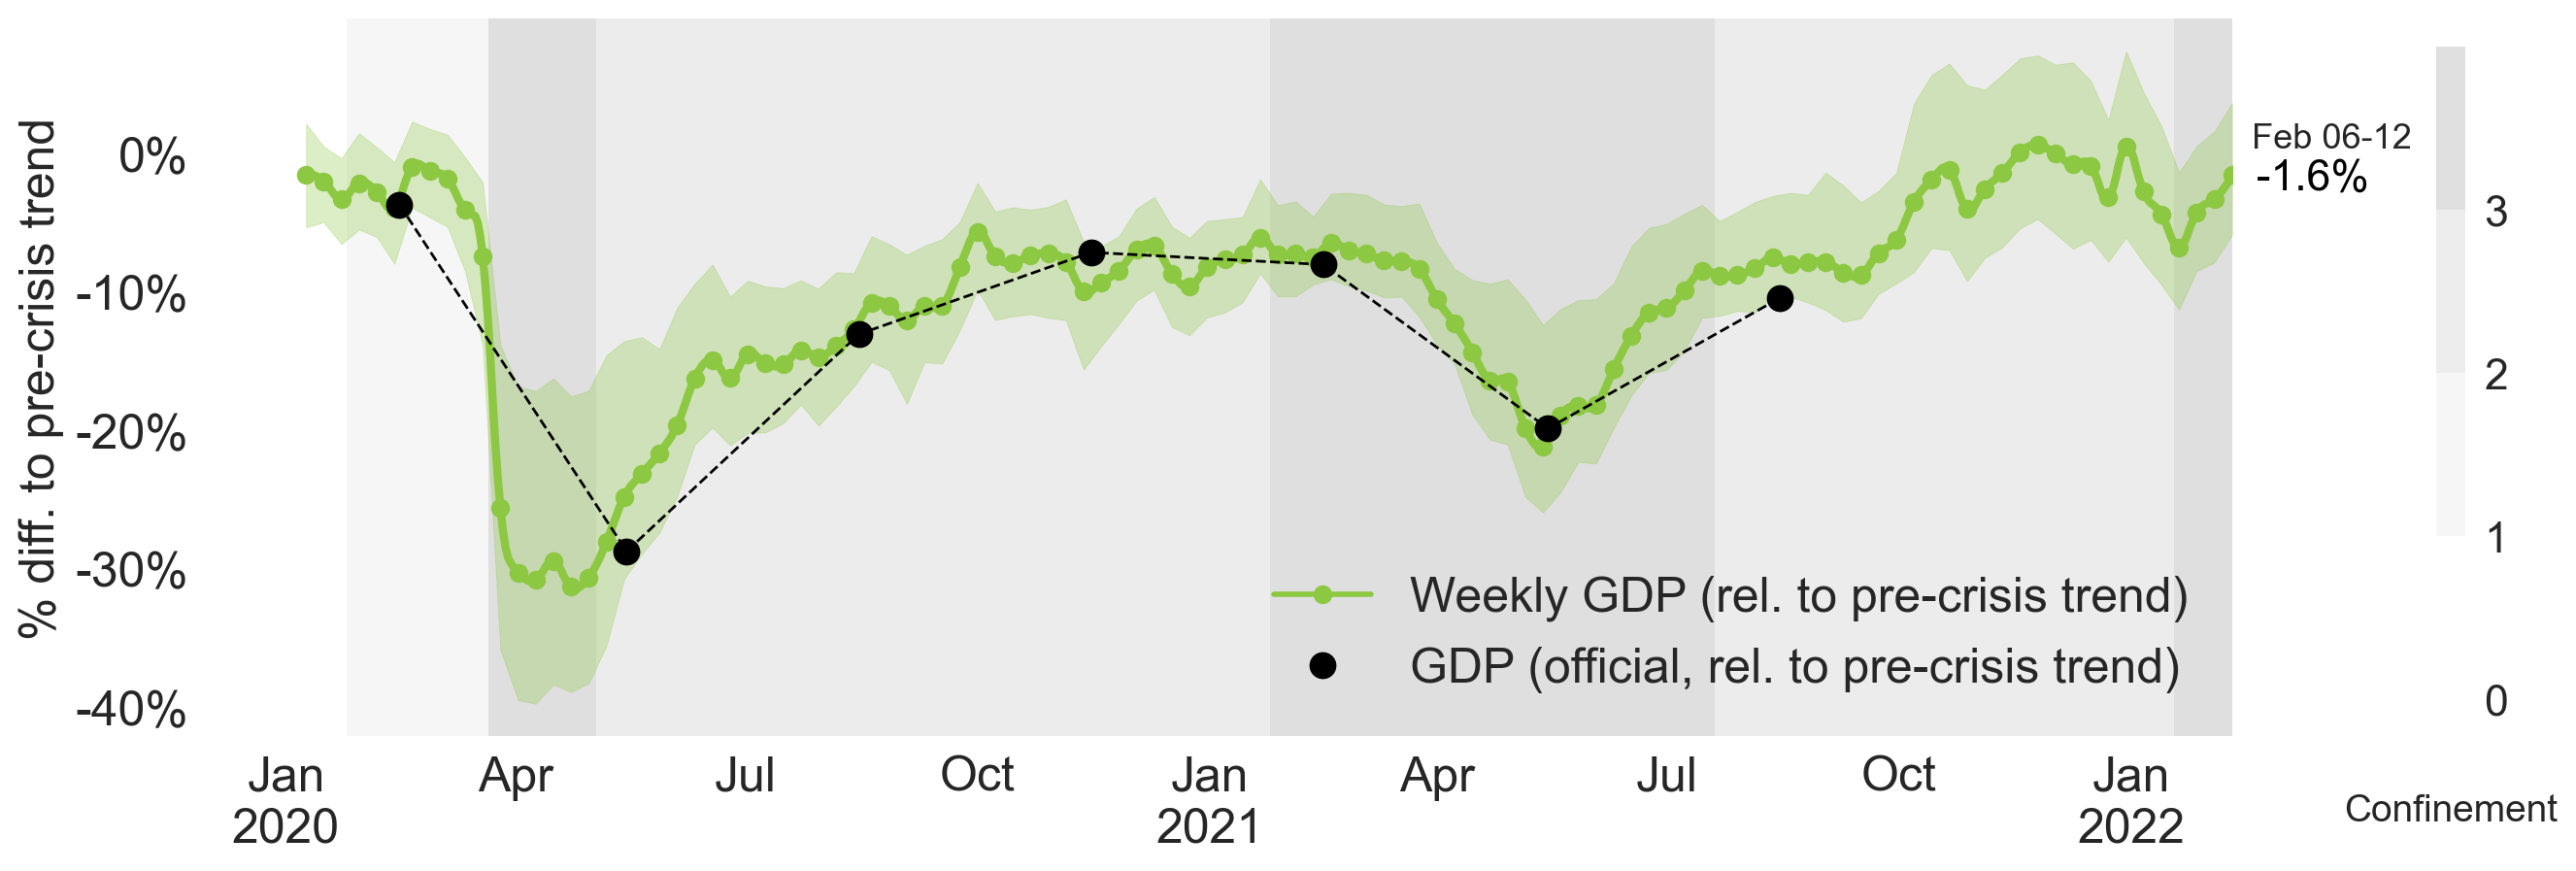 % diff. to pre-crisis trend
0%
-10%
-20%
-30%
-40%
Jan
2020
Apr
Jul
Oct
Jan
2021
Apr
Jul
Oct
Jan
2022
Weekly GDP (rel. to pre-crisis trend)
GDP (official, rel. to pre-crisis trend)
Feb 06-12
-1.6%
3
2
1
0
Confinement